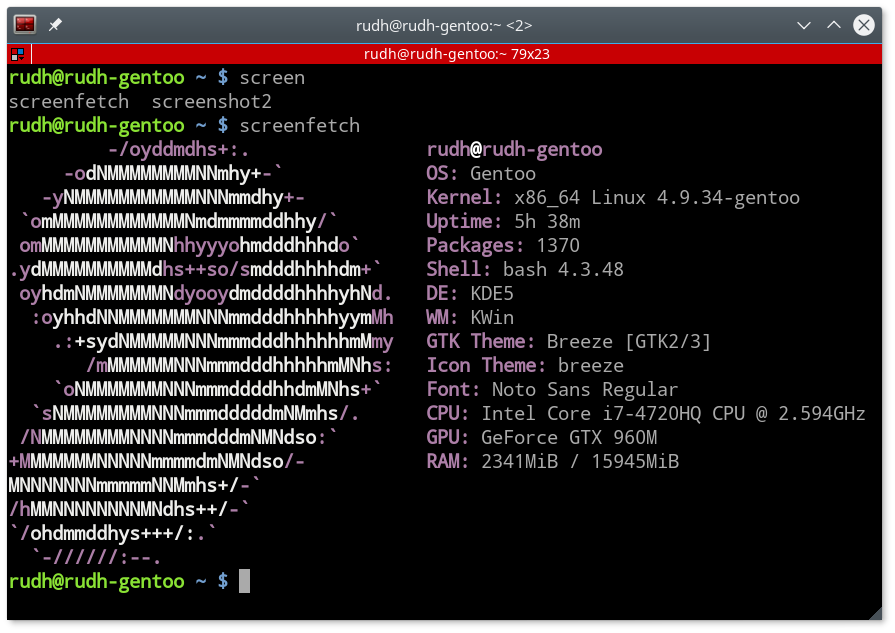 rudh@rudh-gentoo:~ <2>
rudh@rudh-gentoo:~ 79x23
rudh@rudh-gentoo ~ $ screen
screenfetch  screenshot2
rudh@rudh-gentoo ~ $ screenfetch
         -/oyddmdhs+:.                rudh@rudh-gentoo
     -odNMMMMMMMMNNmhy+-`             OS: Gentoo
   -yNMMMMMMMMMMMNNNmmdhy+-           Kernel: x86_64 Linux 4.9.34-gentoo
 `omMMMMMMMMMMMMNmdmmmmddhhy/`        Uptime: 5h 38m
 omMMMMMMMMMMMNhhyyyohmdddhhhdo`      Packages: 1370
.ydMMMMMMMMMMdhs++so/smdddhhhhdm+`    Shell: bash 4.3.48
 oyhdmNMMMMMMMNdyooydmddddhhhhyhNd.   DE: KDE5
  :oyhhdNNMMMMMMMNNNmmdddhhhhhyymMh   WM: KWin
    .:+sydNMMMMMNNNmmmdddhhhhhhmMmy   GTK Theme: Breeze [GTK2/3]
       /mMMMMMMNNNmmmdddhhhhhmMNhs:   Icon Theme: breeze
    `oNMMMMMMMNNNmmmddddhhdmMNhs+`    Font: Noto Sans Regular
  `sNMMMMMMMMNNNmmmdddddmNMmhs/.      CPU: Intel Core i7-4720HQ CPU @ 2.594GHz
 /NMMMMMMMMNNNNmmmdddmNMNdso:`        GPU: GeForce GTX 960M
+MMMMMMMNNNNNmmmmdmNMNdso/-           RAM: 2341MiB / 15945MiB
MNNNNNNNmmmmmNNMmhs+/-`
/hMMNNNNNNNNMNdhs++/-`
`/ohdmmddhys+++/:.`
  `-//////:--.
rudh@rudh-gentoo ~ $